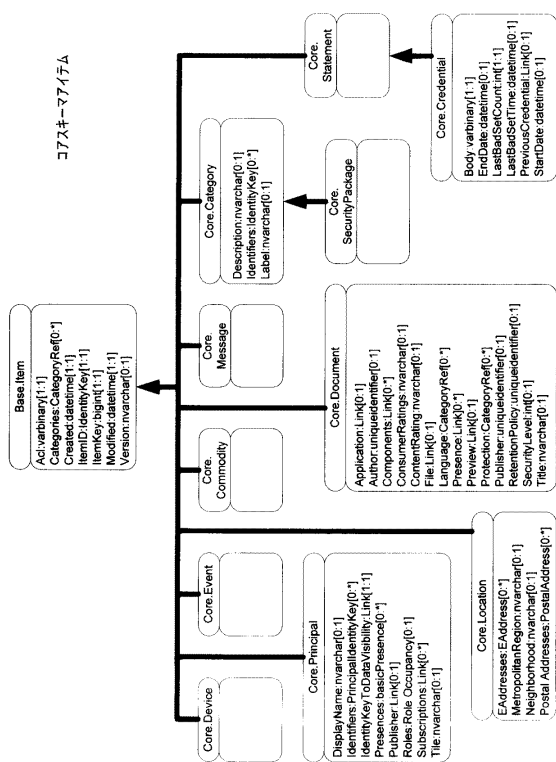 コアスキーマアイテム
Base.Item
Acl:varbinary[1:1]
Categories:CategoryRef[0:*]
Created:datetime[1:1]
ItemID:IdentityKey[1:1]
ItemKey:bigint[1:1]
Modified:datetime[1:1]
Version:nvarchar[0:1]
Core.Device
Core.Event
Core.
Commodity
Core.
Message
Core.Category
Description:nvarchar[0:1]
Identifiers:IdentityKey[0:*]
Label:nvarchar[0:1]
Core.
Statement
Core.Principal
DisplayName:nvarchar[0:1]
Identifiers:PrincipalIdentityKey[0:*]
IdentityKeyToDataVisibility:Link[1:1]
Presences:basicPresence[0:*]
Publisher:Link[0:1]
Roles:Role Occupancy[0:1]
Subscriptions:Link[0:*]
Tile:nvarchar[0:1]
Core.Document
Application:Link[0:1]
Author:uniqueidentifier[0:1]
Components:Link[0:*]
ConsumerRatings:nvarchar[0:1]
ContentRating:nvarchar[0:1]
File:Link[0:1]
Language:CategoryRef[0:*]
Presence:Link[0:*]
Preview:Link[0:1]
Protection:CategoryRef[0:*]
Publisher:uniqueidentifier[0:1]
RetentionPolicy:uniqueidentifier[0:1]
SecurityLevel:int[0:1]
Title:nvarchar[0:1]
Core.
SecurityPackage
Core.Credential
Body:varbinary[1:1]
EndDate:datetime[0:1]
LastBadSetCount:int[1:1]
LastBadSetTime:datetime[0:1]
PreviousCredential:Link[0:1]
StartDate:datetime[0:1]
Core.Location
EAddresses:EAddress[0:*]
MetropolitanRegion:nvarchar[0:1]
Neighborhood:nvarchar[0:1]
Postal Addresses:PostalAddress[0:*]